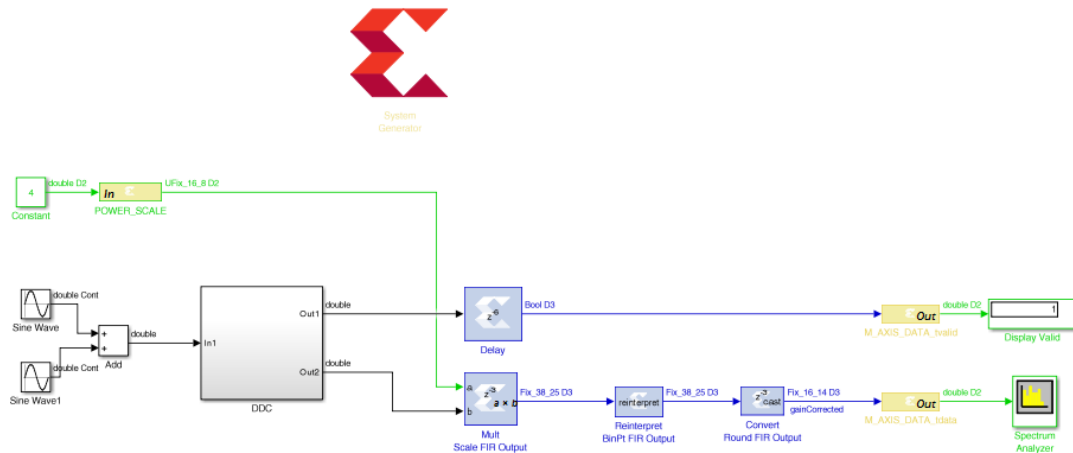 System
Generator
4
double D2
In
UFix_16_8 D2
Constant
POWER_SCALE
double Cont
Sine Wave
double Cont
Sine Wave1
+
+
Add
double
In1
Out1
Out2
DDC
double
double
z-6
Bool D3
Delay
Out
double D2
1
M_AXIS_DATA_tvalid
Display Valid
a
b
z-3
a × b
Fix_38_25 D3
Mult
Scale FIR Output
reinterpret
Fix_38_25 D3
Reinterpret
BinPt FIR Output
z-3
cast
Fix_16_14 D3
gainCorrected
Convert
Round FIR Output
Out
double D2
M_AXIS_DATA_tdata
Spectrum
Analyzer